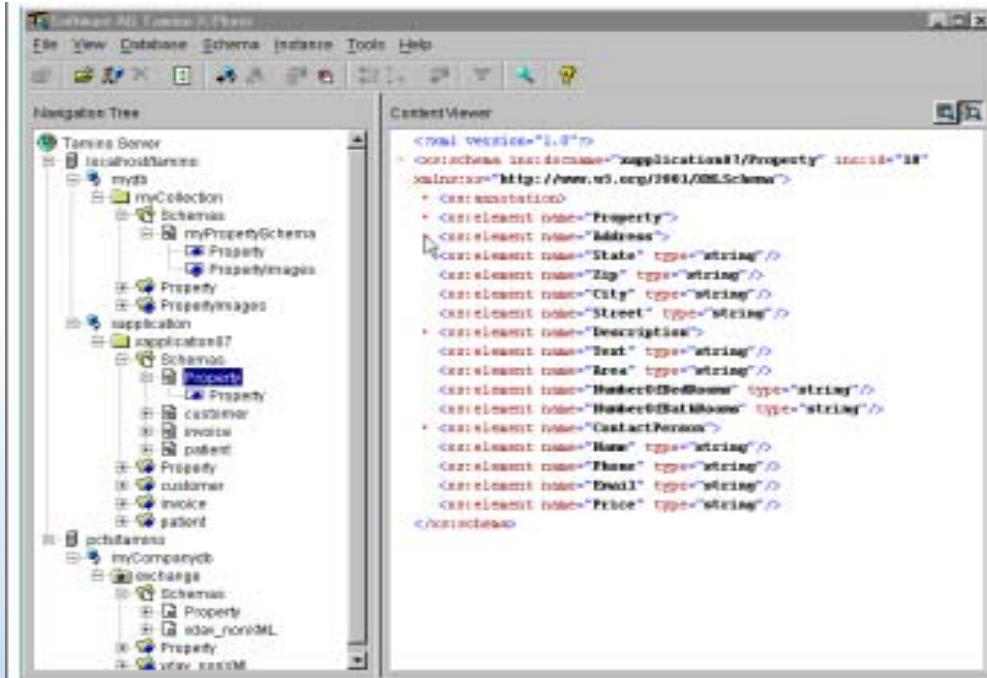 Software AG Tamino X-Plorer
File View Database Schema Instance Tools Help
Navigation Tree
Tamino Server
localhost/tamino
mydb
myCollection
Schemas
myPropertySchema
Property
PropertyImages
Property
PropertyImages
xapplication
xapplication07
Schemas
Property
Property
customer
invoice
patient
Property
customer
invoice
patient
myCompanydb
exchange
Schemas
Property
xdav_nonXML
Property
xdav_nonXML
Content Viewer
<?xml version="1.0"?>
<xs:schema ino:docname="xapplication07/Property" ino:id="10"
xmlns:xs="http://www.w3.org/2001/XMLSchema">
<xs:annotation>
<xs:element name="Property">
<xs:element name="Address">
<xs:element name="State" type="string"/>
<xs:element name="Zip" type="string"/>
<xs:element name="City" type="string"/>
<xs:element name="Street" type="string"/>
<xs:element name="Description">
<xs:element name="Text" type="string"/>
<xs:element name="Area" type="string"/>
<xs:element name="NumberOfBedRooms" type="string"/>
<xs:element name="NumberOfBathRooms" type="string"/>
<xs:element name="ContactPerson">
<xs:element name="Name" type="string"/>
<xs:element name="Phone" type="string"/>
<xs:element name="Email" type="string"/>
<xs:element name="Price" type="string"/>
</xs:schema>